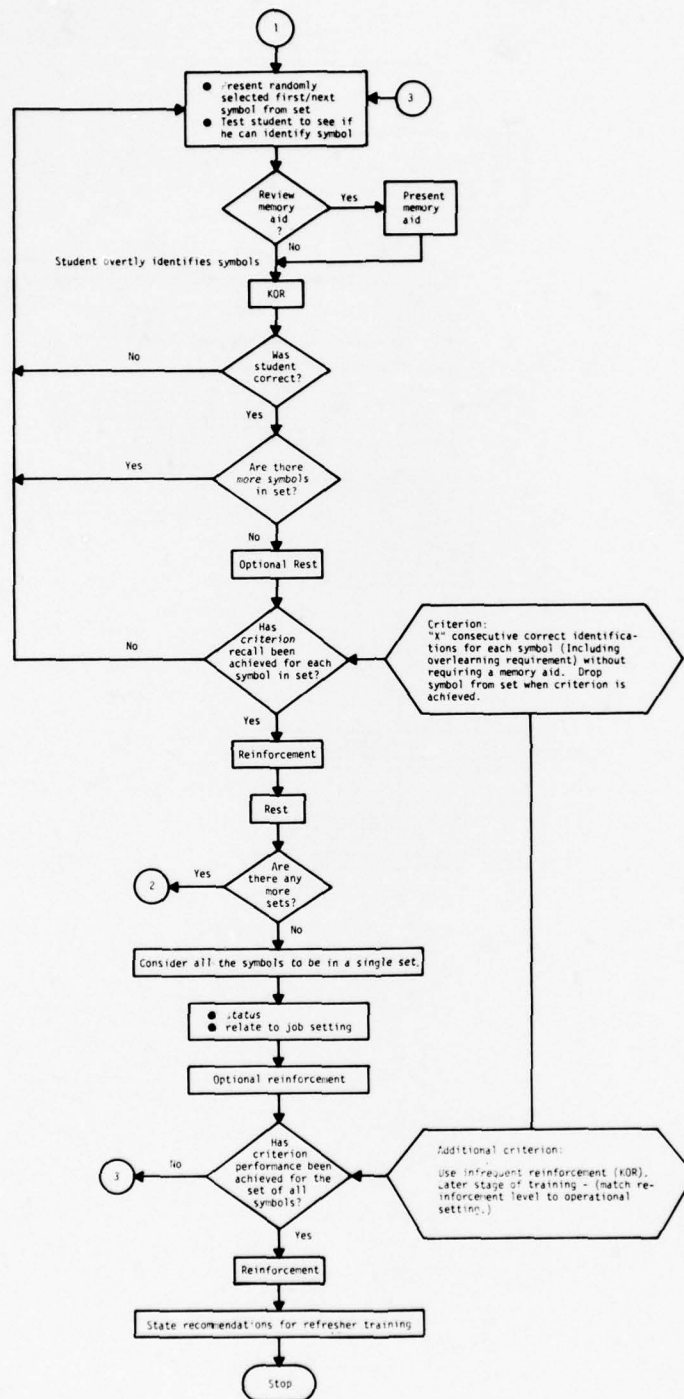 1
● Present randomly
selected first/next
symbol from set
● Test student to see if
he can identify symbol
3
Review
memory
aid
?
Yes
Present
memory
aid
No
Student overtly identifies symbols
KOR
Was
student
correct?
No
Yes
Are there
more symbols
in set?
Yes
No
Optional Rest
Has
criterion
recall been
achieved for each
symbol in set?
No
Criterion:
"X" consecutive correct identifica-
tions for each symbol (Including
overlearning requirement) without
requiring a memory aid. Drop
symbol from set when criterion is
achieved.
Yes
Reinforcement
Rest
Are
there any
more
sets?
Yes
2
No
Consider all the symbols to be in a single set.
● Status
● relate to job setting
Optional reinforcement
Has
criterion
performance been
achieved for the
set of all
symbols?
No
3
Additional criterion:
Use infrequent reinforcement (KOR).
Later stage of training - (match re-
inforcement level to operational
setting.)
Yes
Reinforcement
State recommendations for refresher training
Stop